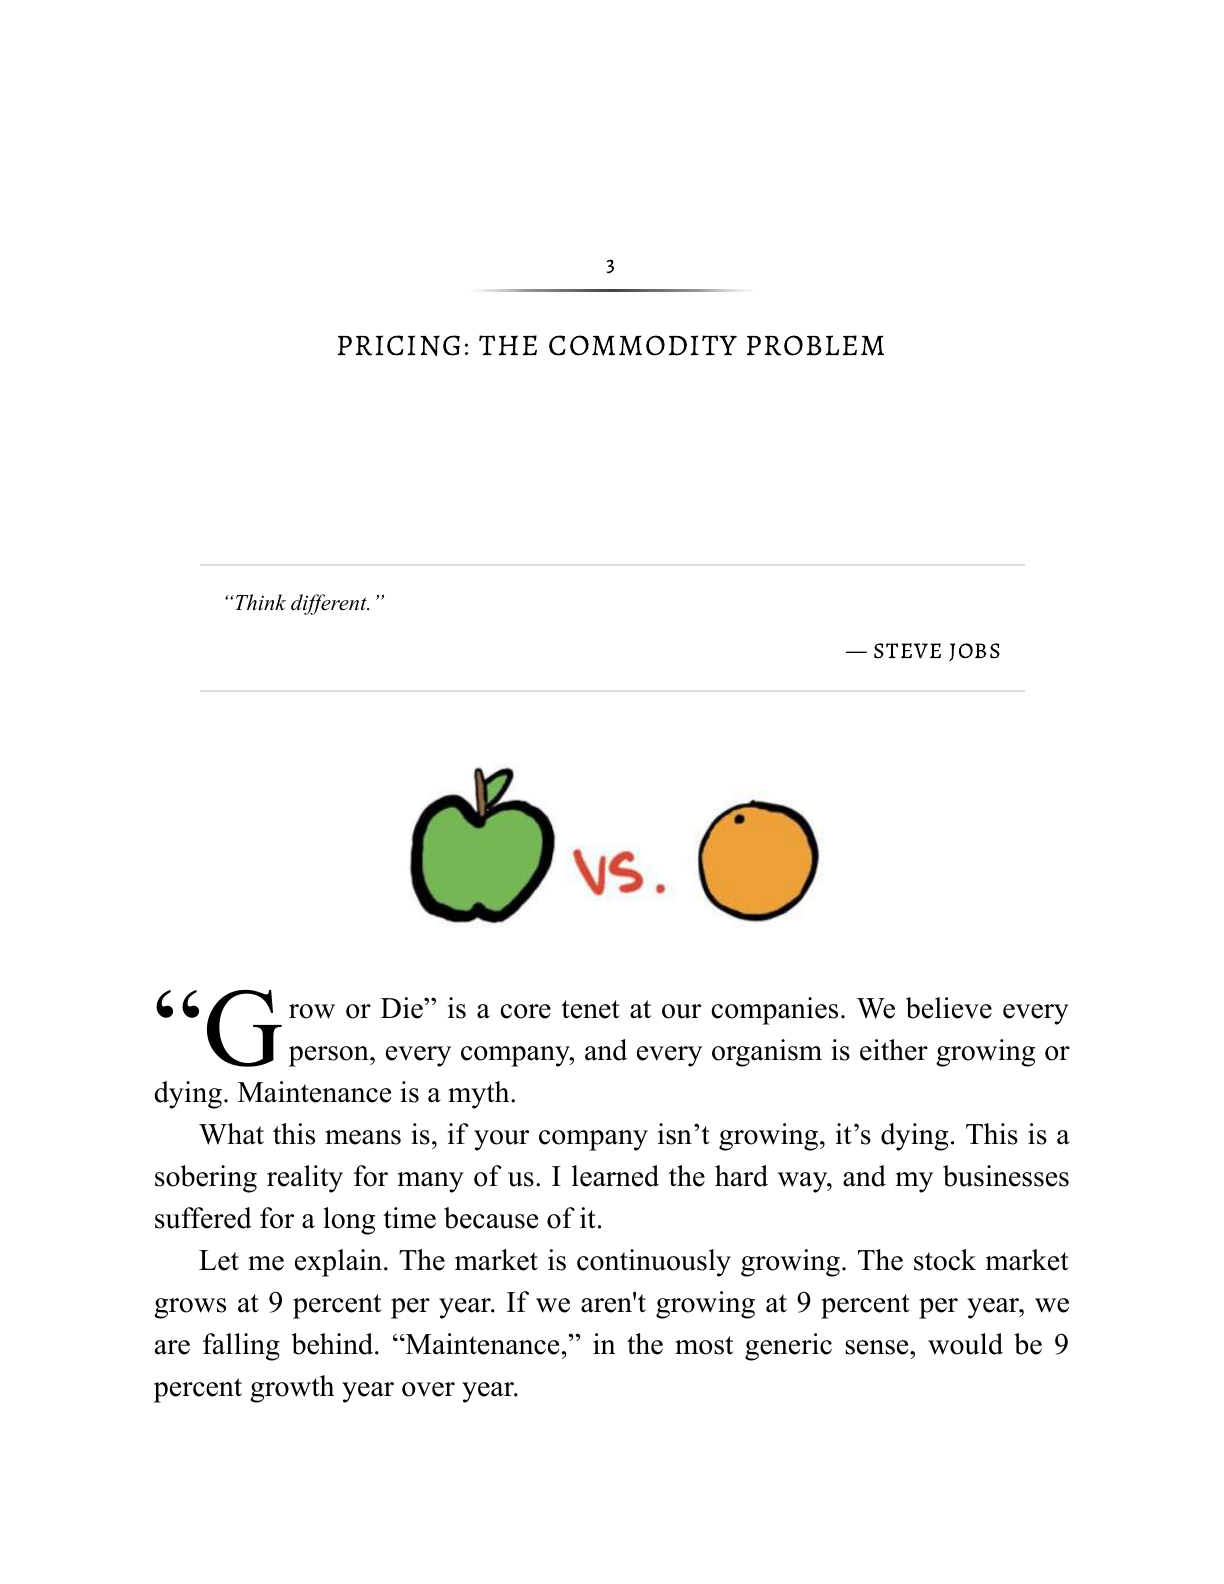 3
PRICING: THE COMMODITY PROBLEM
“Think different.”
— STEVE JOBS
vs.
“Grow or Die” is a core tenet at our companies. We believe every
person, every company, and every organism is either growing or
dying. Maintenance is a myth.
What this means is, if your company isn’t growing, it’s dying. This is a
sobering reality for many of us. I learned the hard way, and my businesses
suffered for a long time because of it.
Let me explain. The market is continuously growing. The stock market
grows at 9 percent per year. If we aren't growing at 9 percent per year, we
are falling behind. “Maintenance,” in the most generic sense, would be 9
percent growth year over year.